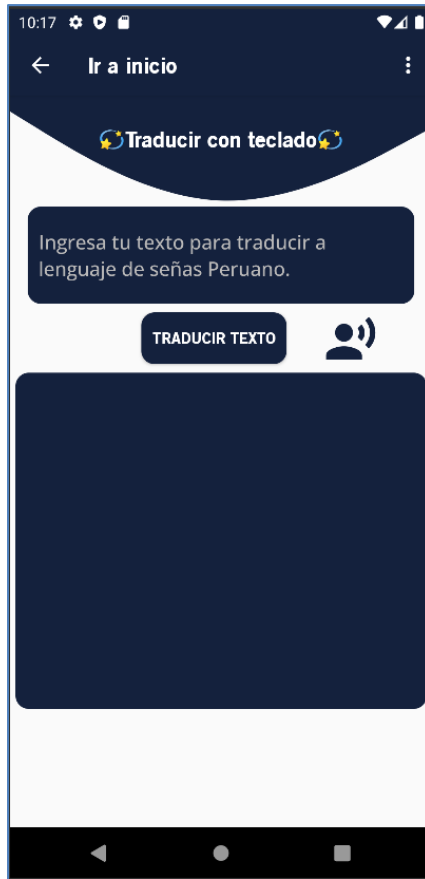 10:17
Ir a inicio
💫Traducir con teclado💫
Ingresa tu texto para traducir a
lenguaje de señas Peruano.
TRADUCIR TEXTO